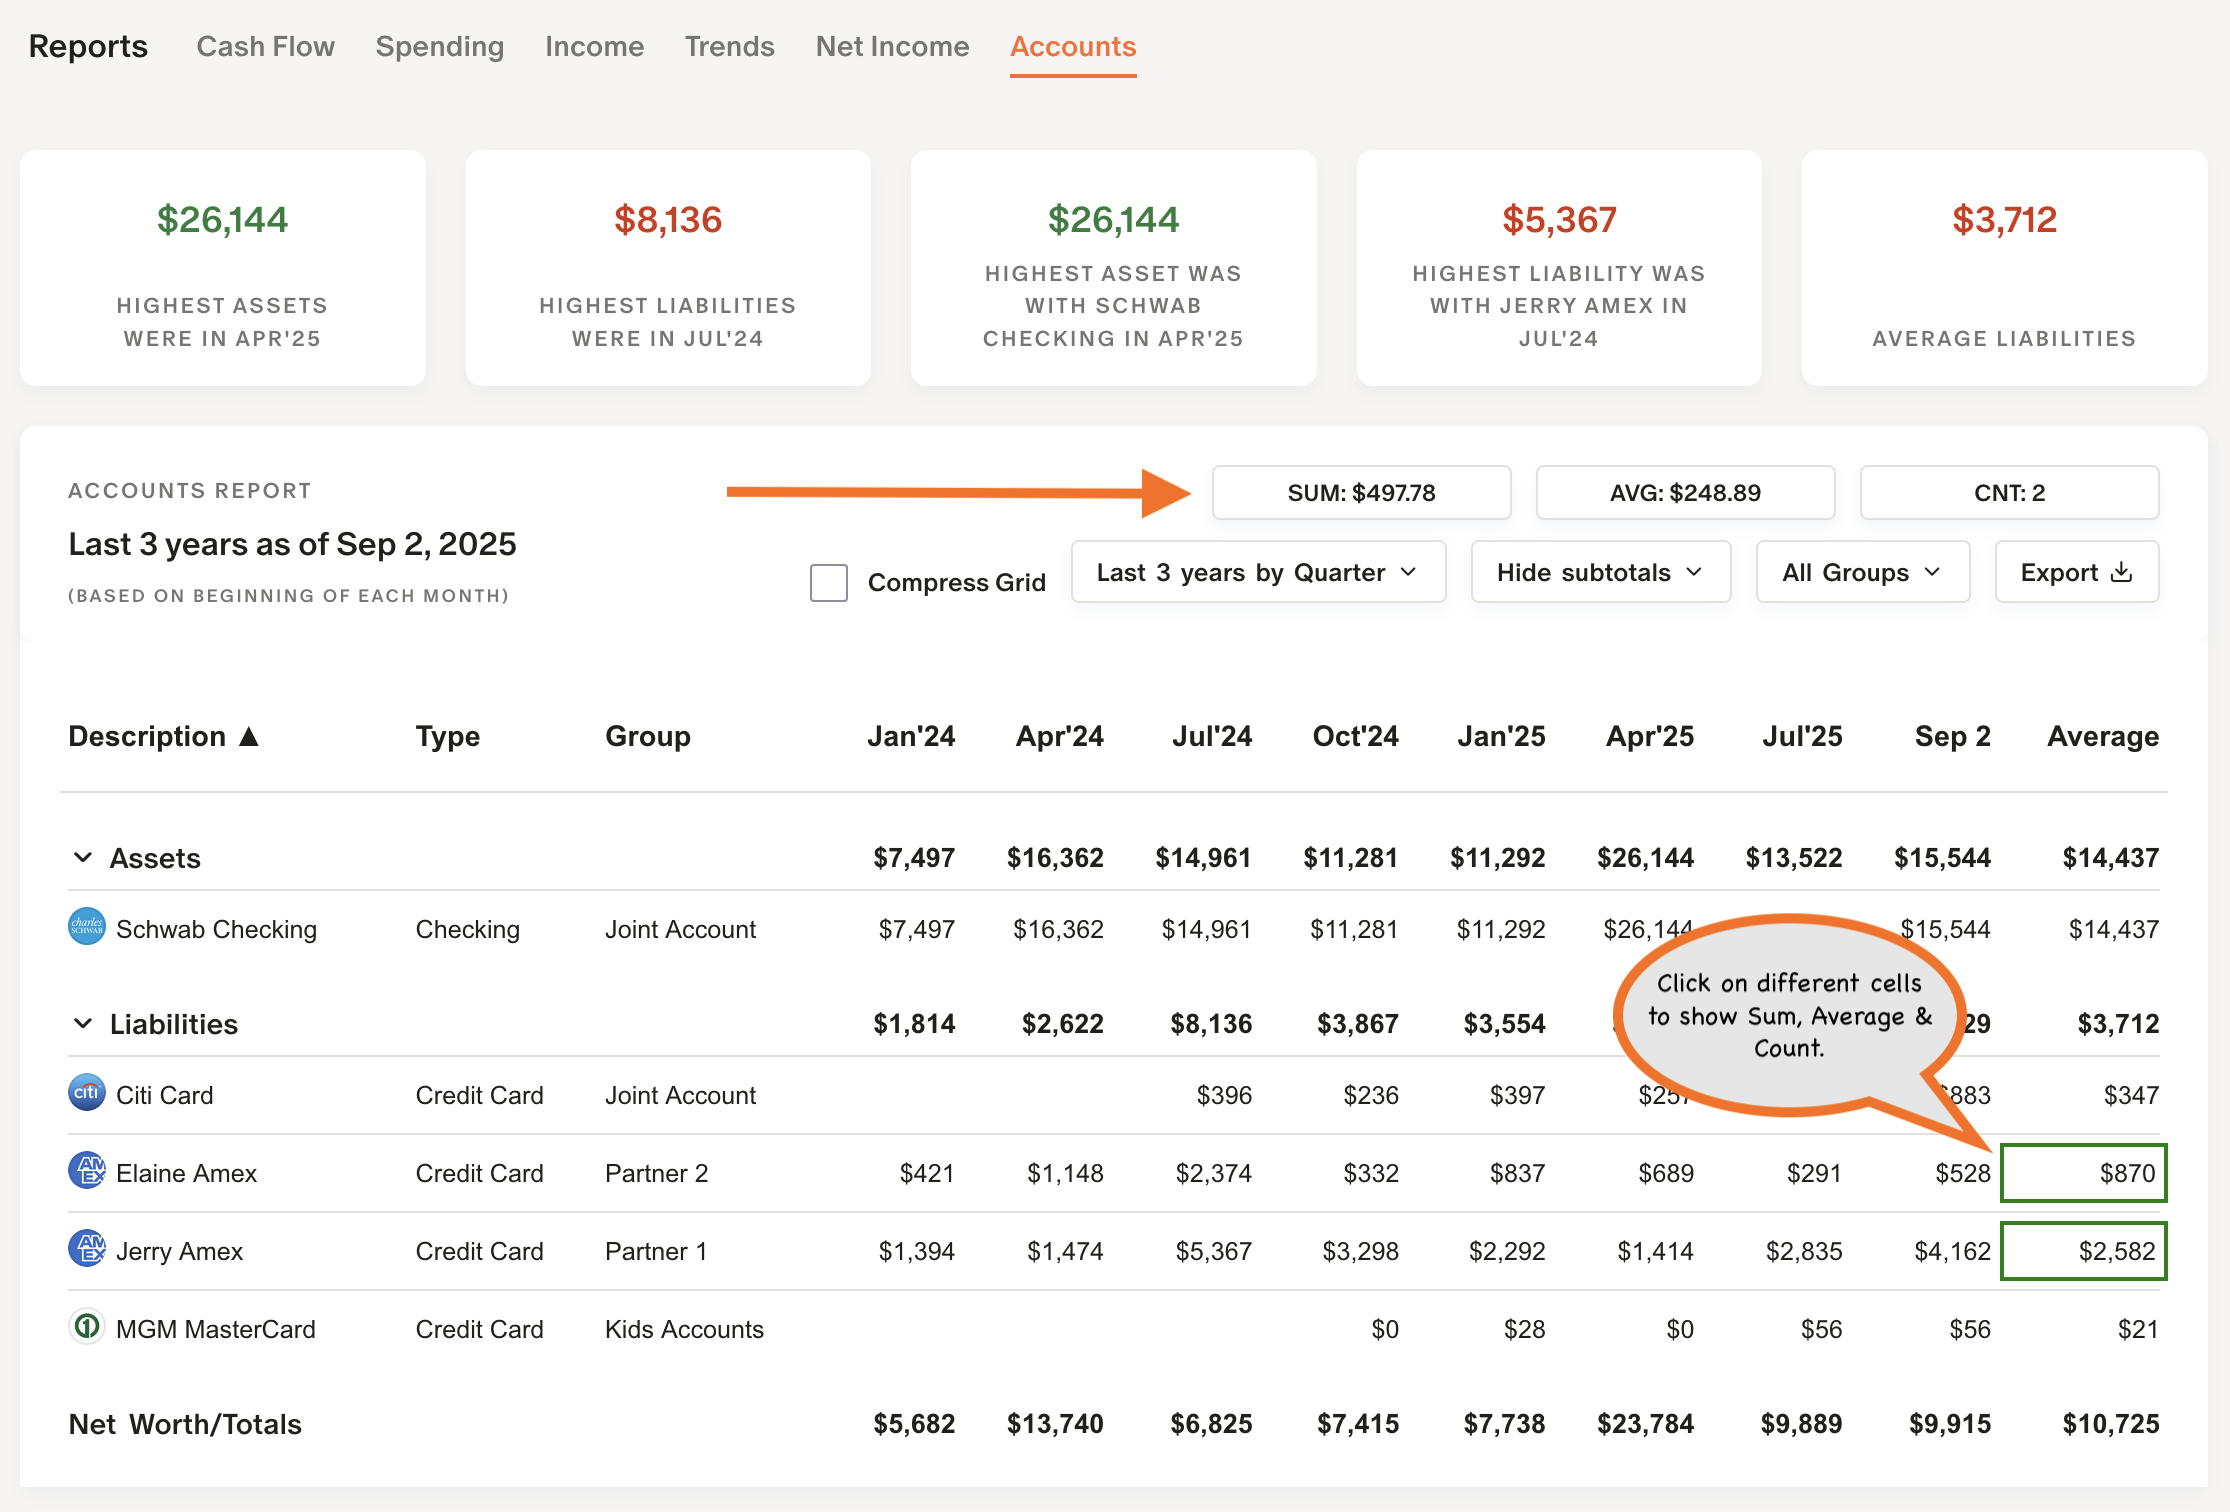 Reports Cash Flow Spending Income Trends Net Income Accounts
$26,144
HIGHEST ASSETS
WERE IN APR'25
$8,136
HIGHEST LIABILITIES
WERE IN JUL'24
$26,144
HIGHEST ASSET WAS
WITH SCHWAB
CHECKING IN APR'25
$5,367
HIGHEST LIABILITY WAS
WITH JERRY AMEX IN
JUL'24
$3,712
AVERAGE LIABILITIES
ACCOUNTS REPORT
Last 3 years as of Sep 2, 2025
(BASED ON BEGINNING OF EACH MONTH)
SUM: $497.78 AVG: $248.89 CNT: 2
Compress Grid Last 3 years by Quarter Hide subtotals All Groups Export
Description ▲ Type Group Jan'24 Apr'24 Jul'24 Oct'24 Jan'25 Apr'25 Jul'25 Sep 2 Average
Assets $7,497 $16,362 $14,961 $11,281 $11,292 $26,144 $13,522 $15,544 $14,437
charles SCHWAB Schwab Checking Checking Joint Account $7,497 $16,362 $14,961 $11,281 $11,292 $26,144 $15,544 $14,437
Click on different cells
to show Sum, Average &
Count.
Liabilities $1,814 $2,622 $8,136 $3,867 $3,554 29 $3,712
citi Citi Card Credit Card Joint Account $396 $236 $397 $257 $883 $347
AMEX Elaine Amex Credit Card Partner 2 $421 $1,148 $2,374 $332 $837 $689 $291 $528 $870
AMEX Jerry Amex Credit Card Partner 1 $1,394 $1,474 $5,367 $3,298 $2,292 $1,414 $2,835 $4,162 $2,582
MGM MasterCard Credit Card Kids Accounts $0 $28 $0 $56 $56 $21
Net Worth/Totals $5,682 $13,740 $6,825 $7,415 $7,738 $23,784 $9,889 $9,915 $10,725